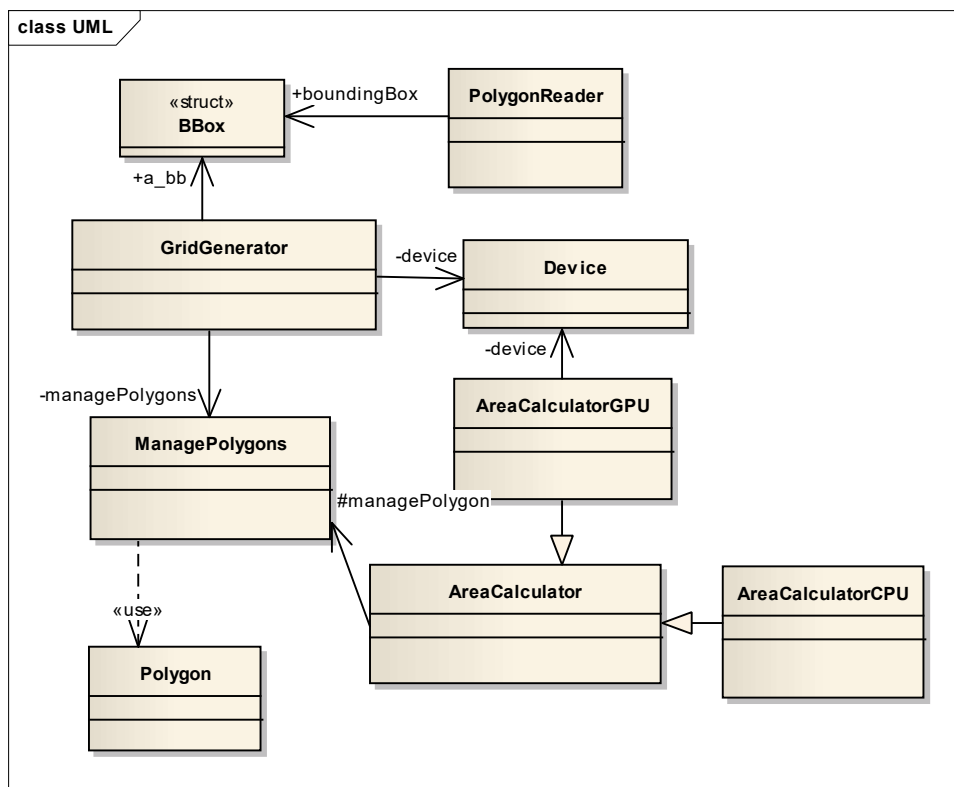 class UML
«struct»
BBox
+boundingBox
PolygonReader
+a_bb
GridGenerator
-device
Device
-device
-managePolygons
AreaCalculatorGPU
ManagePolygons
#managePolygon
AreaCalculator
AreaCalculatorCPU
«use»
Polygon